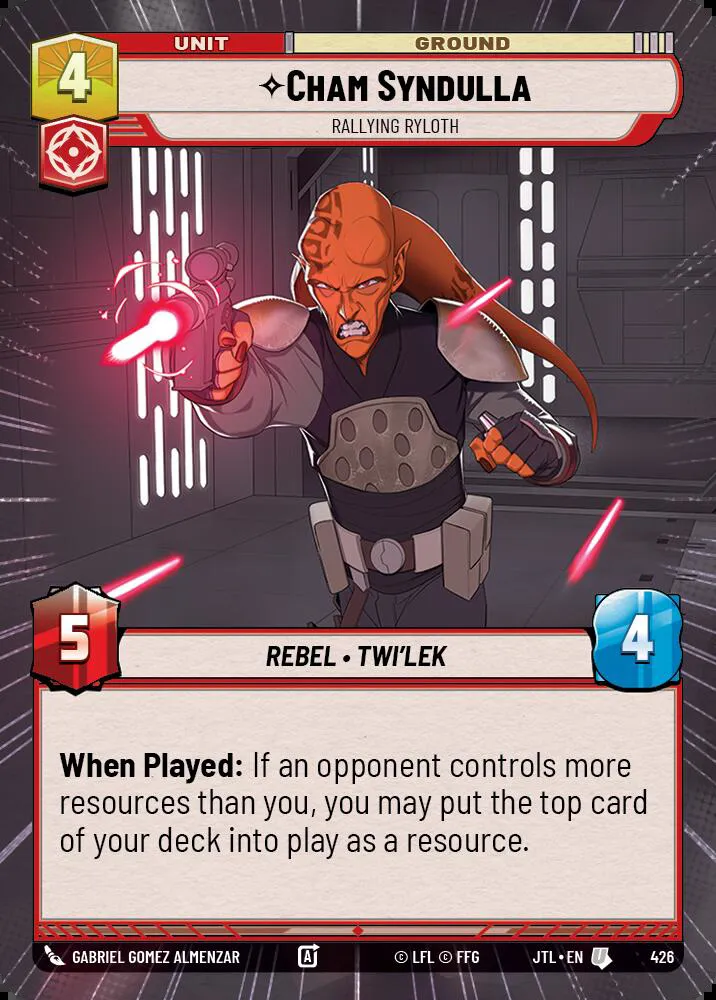 UNIT
GROUND
4
CHAM SYNDULLA
RALLYING RYLOTH
5
REBEL • TWI'LEK
4
When Played: If an opponent controls more
resources than you, you may put the top card
of your deck into play as a resource.
GABRIEL GOMEZ ALMENZAR
A
© LFL © FFG
JTL • EN
U
426